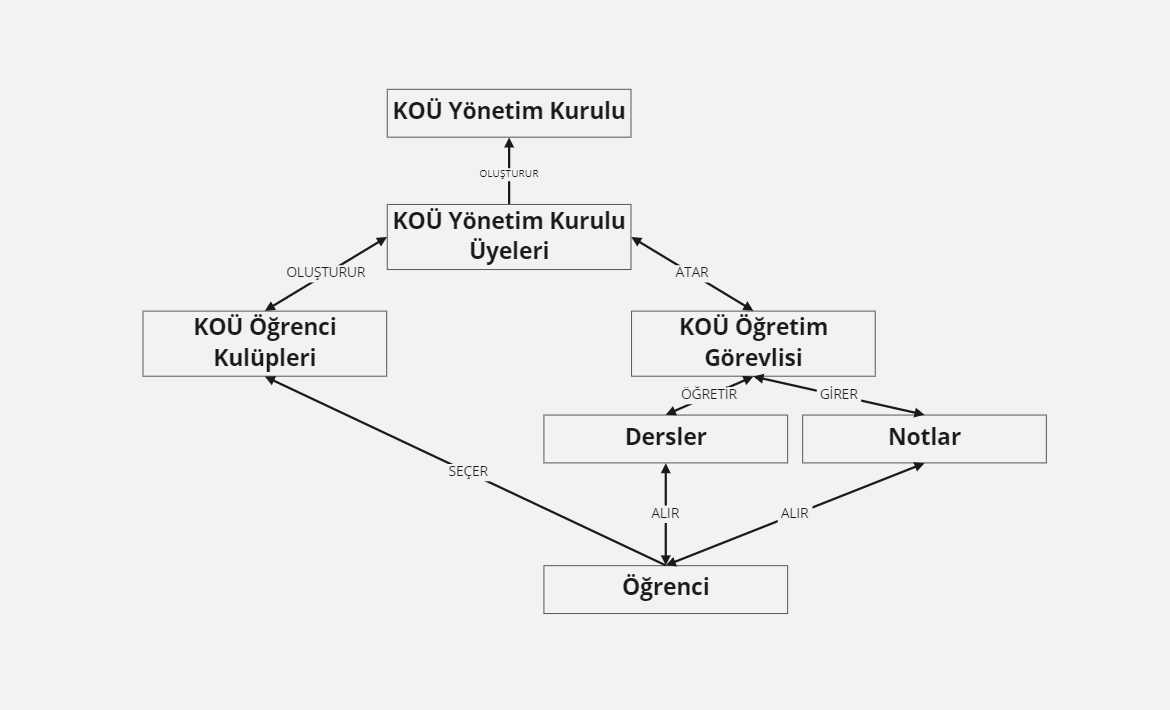 KOÜ Yönetim Kurulu
OLUŞTURUR
KOÜ Yönetim Kurulu
Üyeleri
OLUŞTURUR
ATAR
KOÜ Öğrenci
Kulüpleri
KOÜ Öğretim
Görevlisi
ÖĞRETİR
GİRER
Dersler
Notlar
SEÇER
ALIR
ALIR
Öğrenci